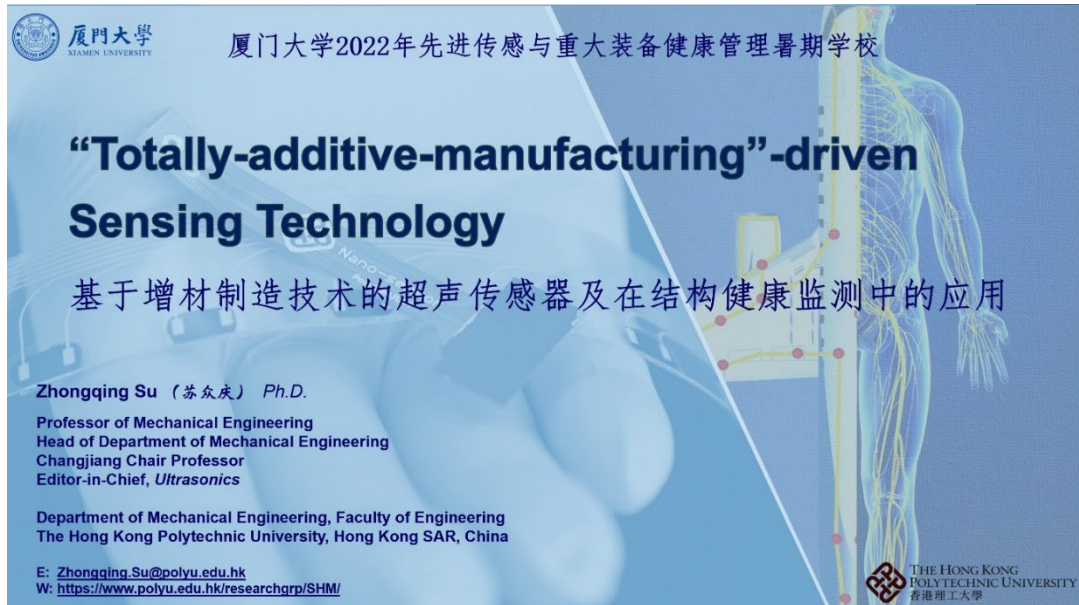 厦門大學
XIAMEN UNIVERSITY
厦门大学2022年先进传感与重大装备健康管理暑期学校
“Totally-additive-manufacturing”-driven
Sensing Technology
基于增材制造技术的超声传感器及在结构健康监测中的应用
Zhongqing Su （苏众庆） Ph.D.
Professor of Mechanical Engineering
Head of Department of Mechanical Engineering
Changjiang Chair Professor
Editor-in-Chief, Ultrasonics
Department of Mechanical Engineering, Faculty of Engineering
The Hong Kong Polytechnic University, Hong Kong SAR, China
E: Zhongqing.Su@polyu.edu.hk
W: https://www.polyu.edu.hk/researchgrp/SHM/
THE HONG KONG
POLYTECHNIC UNIVERSITY
香港理工大學